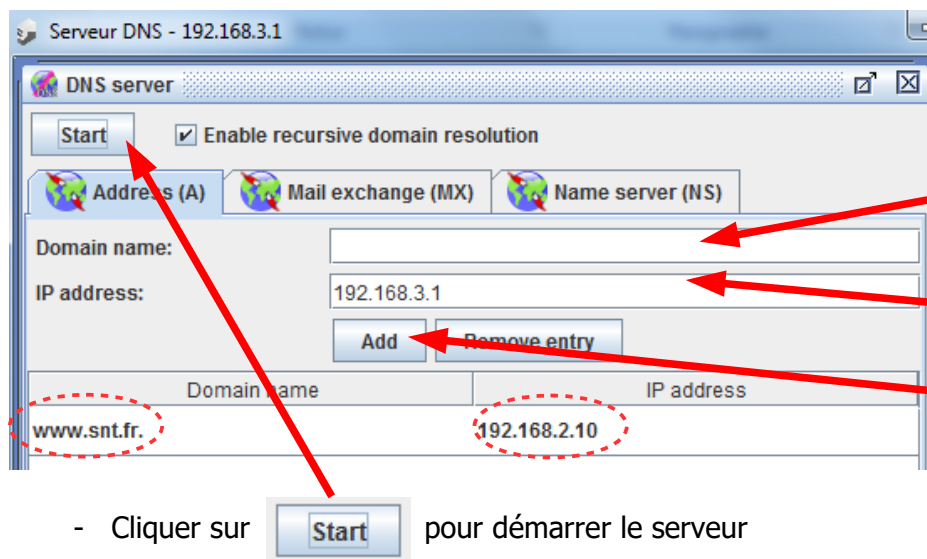 Serveur DNS - 192.168.3.1
DNS server
Start Enable recursive domain resolution
Address (A) Mail exchange (MX) Name server (NS)
Domain name:
IP address: 192.168.3.1
Add Remove entry
Domain name IP address
www.snt.fr. 192.168.2.10
- Cliquer sur Start pour démarrer le serveur